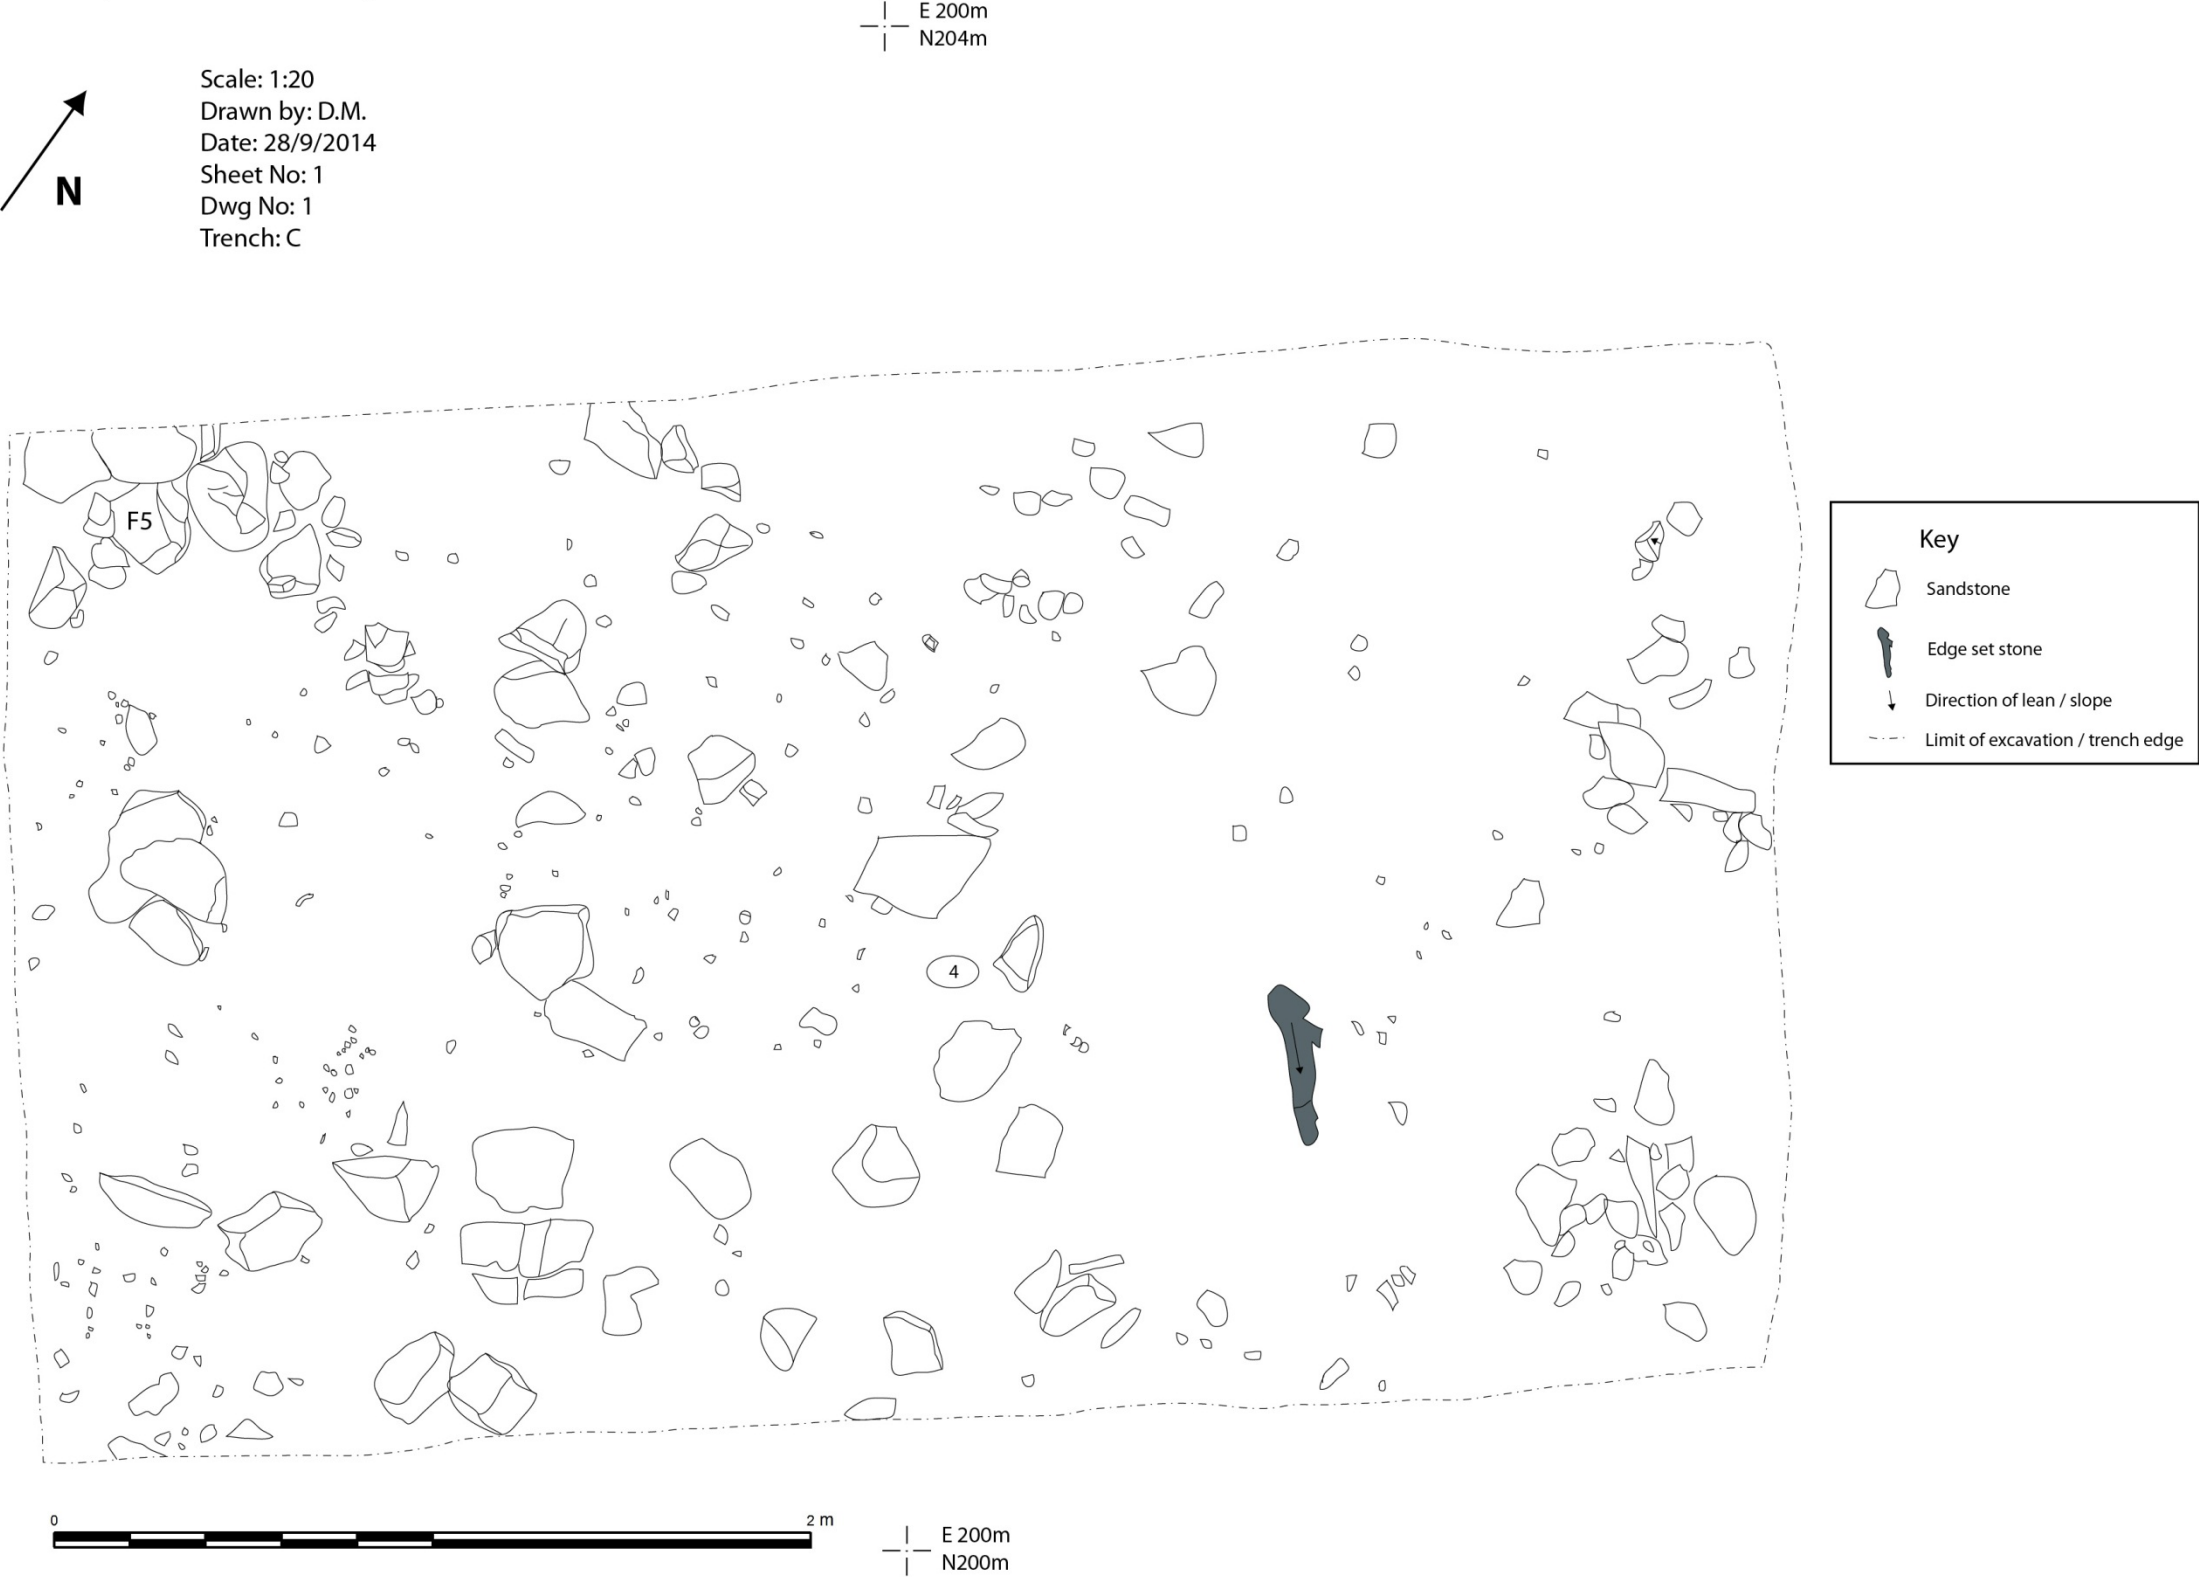 E 200m
N204m
Scale: 1:20
Drawn by: D.M.
Date: 28/9/2014
Sheet No: 1
Dwg No: 1
Trench: C
N
F5
Key
Sandstone
Edge set stone
Direction of lean / slope
Limit of excavation / trench edge
4
0 2 m
E 200m
N200m